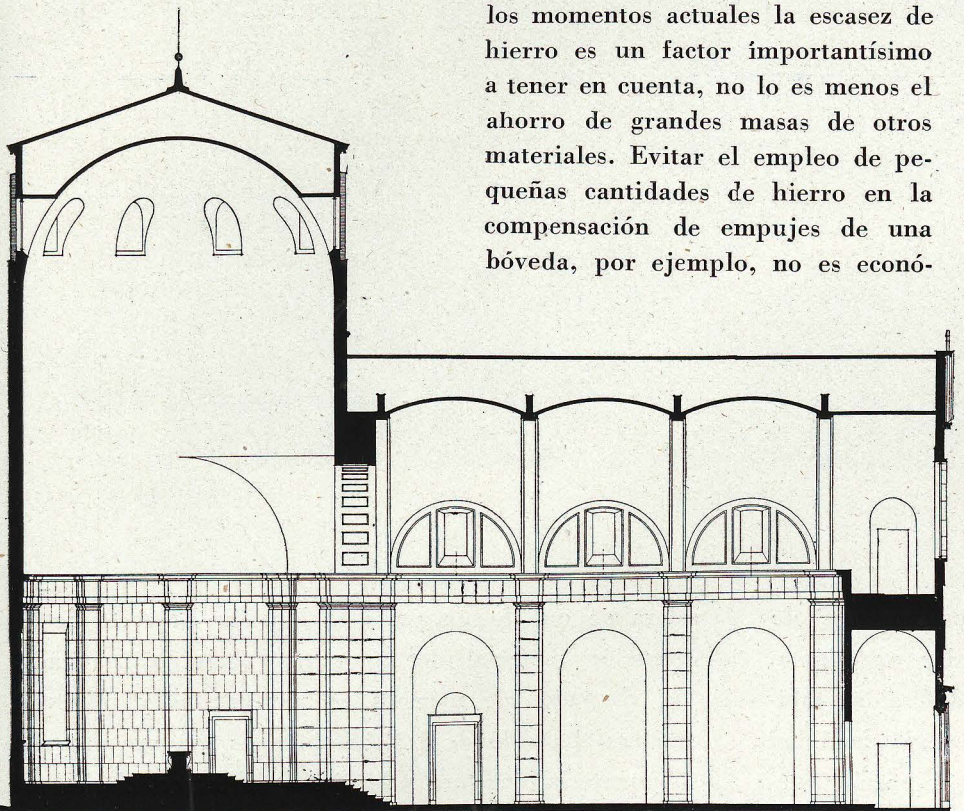 los momentos actuales la escasez de
hierro es un factor importantísimo
a tener en cuenta, no lo es menos el
ahorro de grandes masas de otros
materiales. Evitar el empleo de pe-
queñas cantidades de hierro en la
compensación de empujes de una
bóveda, por ejemplo, no es econó-